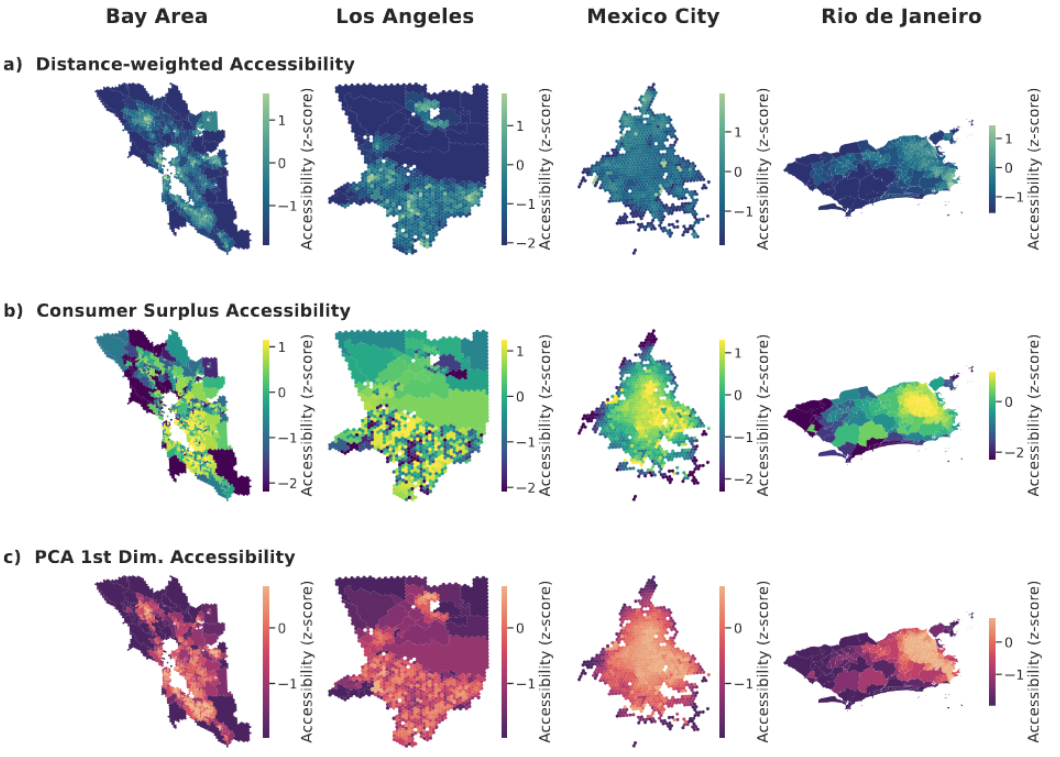 Bay Area Los Angeles Mexico City Rio de Janeiro
a) Distance-weighted Accessibility
1
0
−1
Accessibility (z-score)
1
0
−1
−2
Accessibility (z-score)
1
0
−1
Accessibility (z-score)
1
0
−1
Accessibility (z-score)
b) Consumer Surplus Accessibility
1
0
−1
−2
Accessibility (z-score)
1
0
−1
−2
Accessibility (z-score)
1
0
−1
−2
Accessibility (z-score)
0
−2
Accessibility (z-score)
c) PCA 1st Dim. Accessibility
0
−1
Accessibility (z-score)
0
−1
Accessibility (z-score)
0
−1
Accessibility (z-score)
0
−1
Accessibility (z-score)